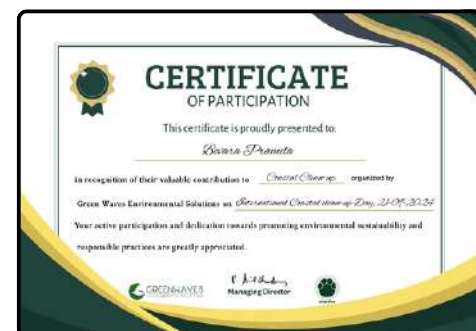 CERTIFICATE
OF PARTICIPATION
This certificate is proudly presented to:
Bevara Praneeta
in recognition of their valuable contribution to Coastal Clean-up organized by
Green Waves Environmental Solutions on International Coastal clean-up Day, 21-09-2024
Your active participation and dedication towards promoting environmental sustainability and
responsible practices are greatly appreciated.
GREENWAVES
Managing Director